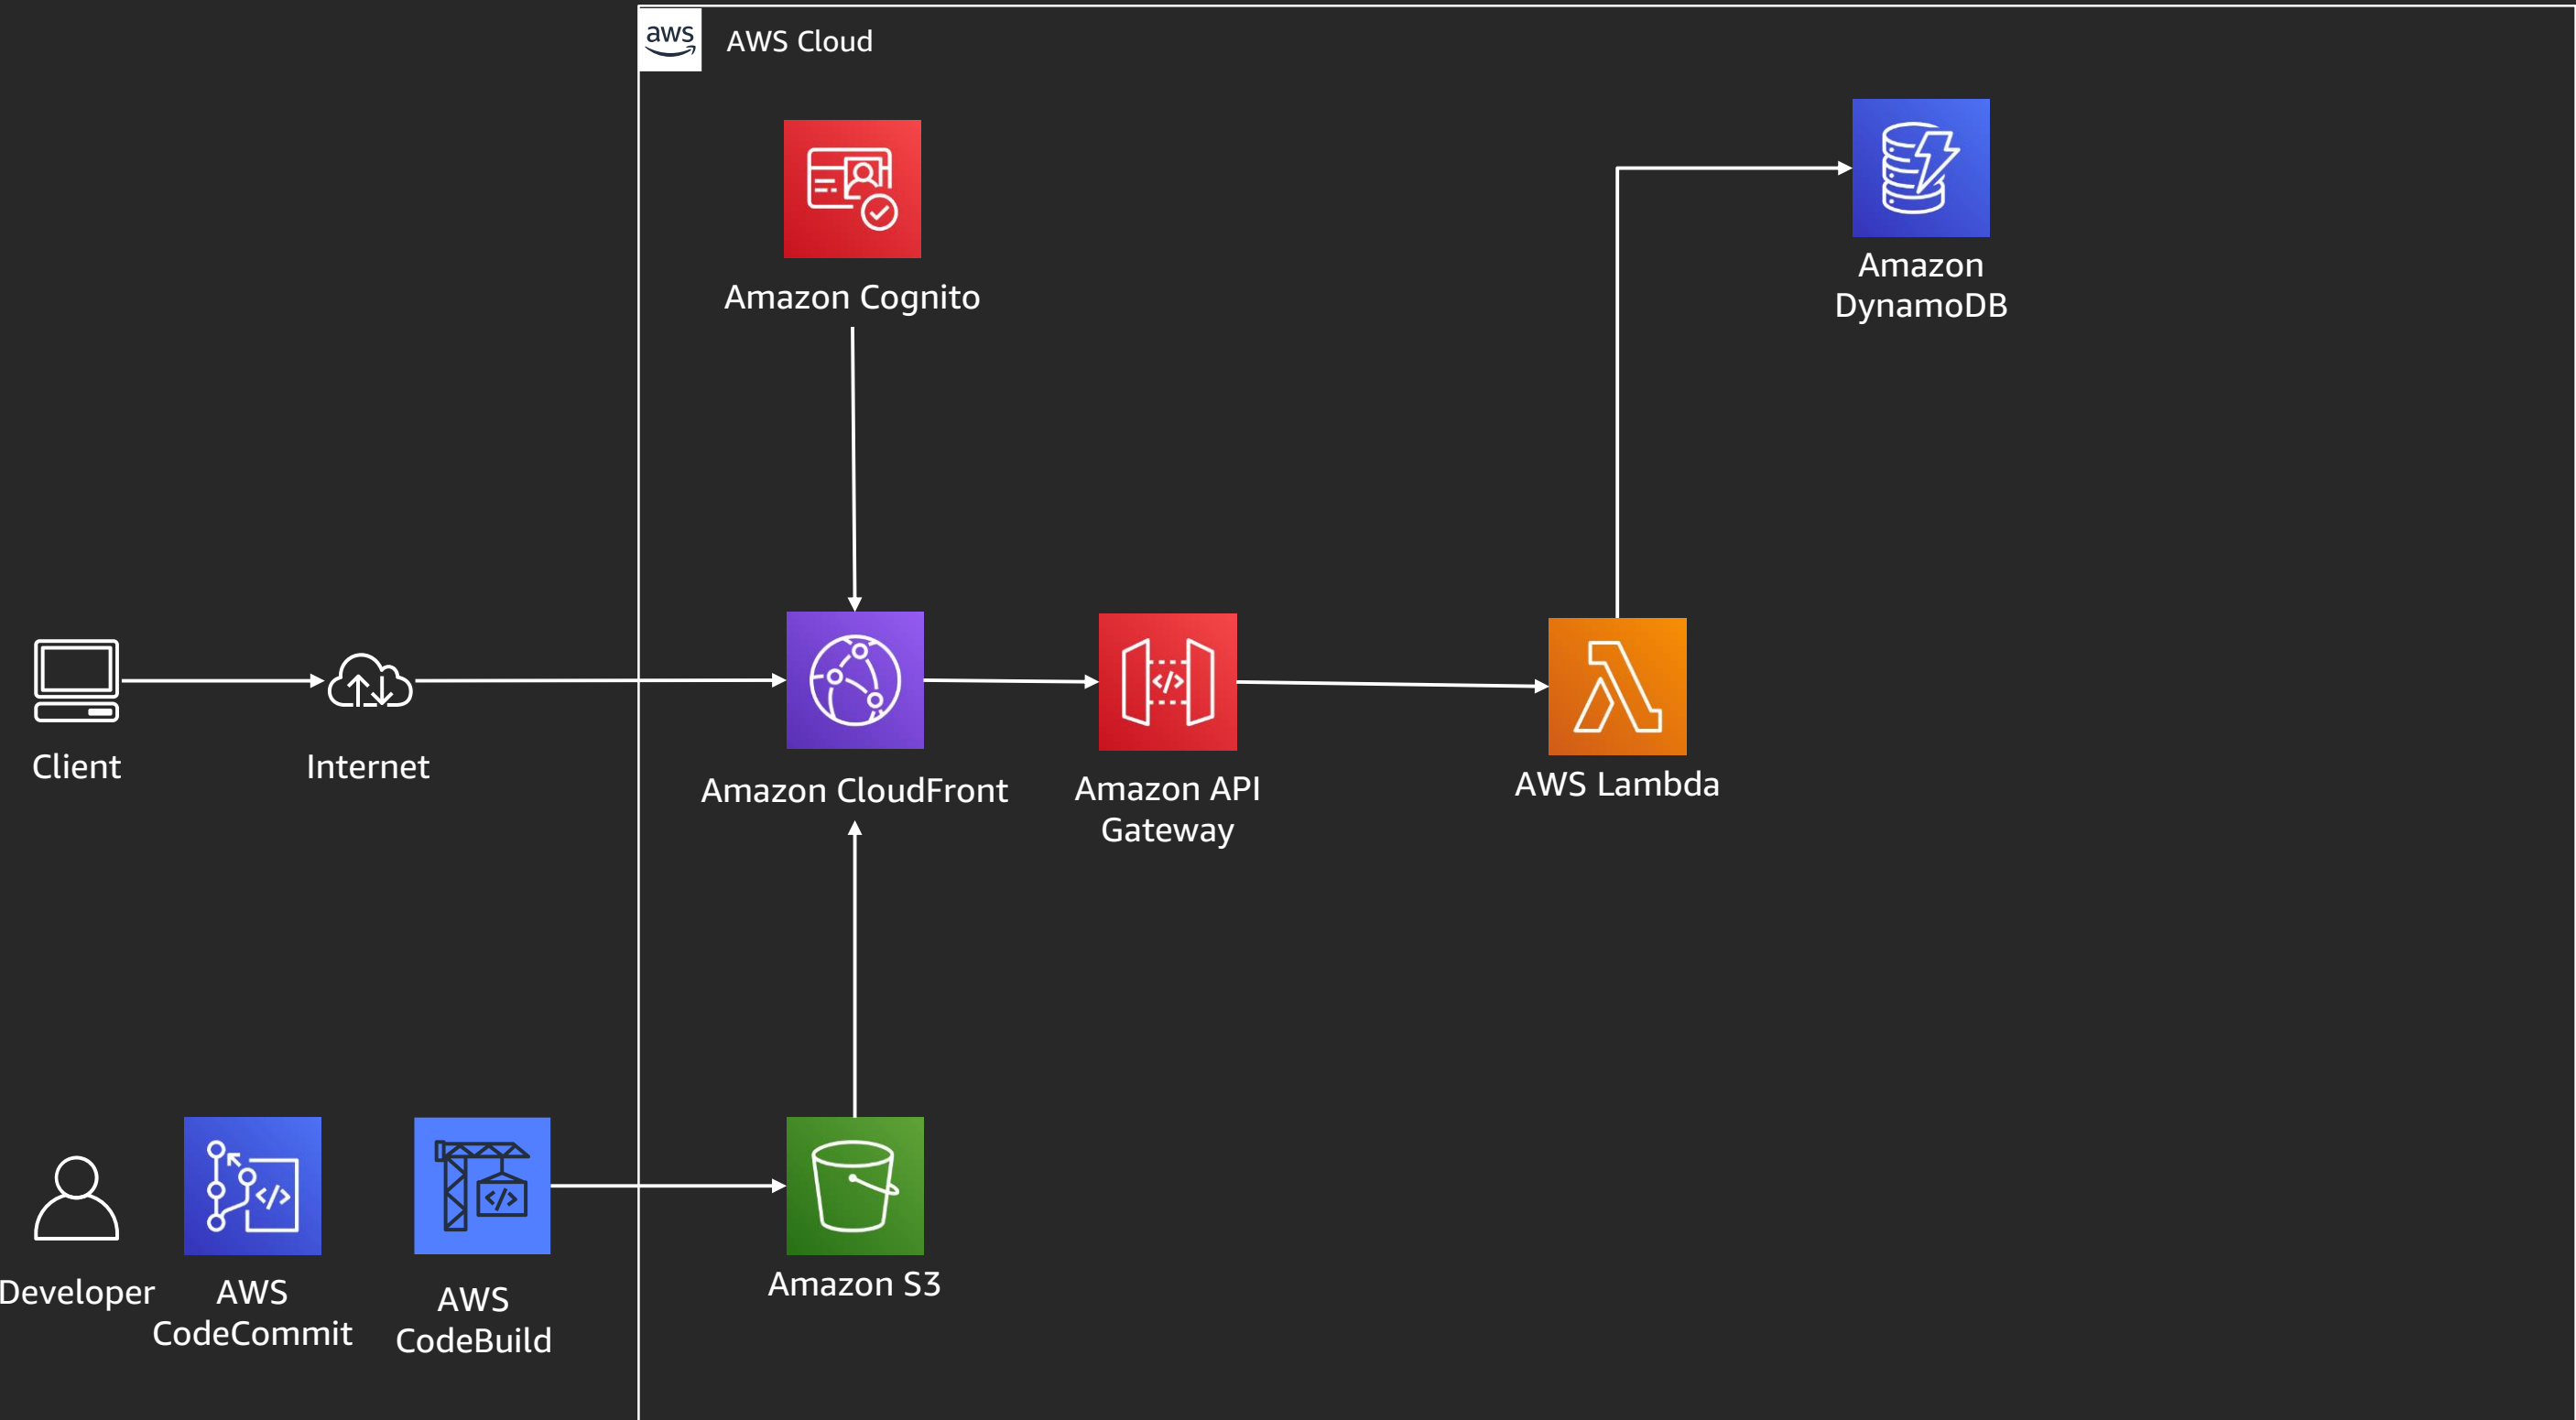 aws
AWS Cloud
Amazon Cognito
Amazon
DynamoDB
Client
Internet
Amazon CloudFront
Amazon API
Gateway
AWS Lambda
Developer
AWS
CodeCommit
AWS
CodeBuild
Amazon S3